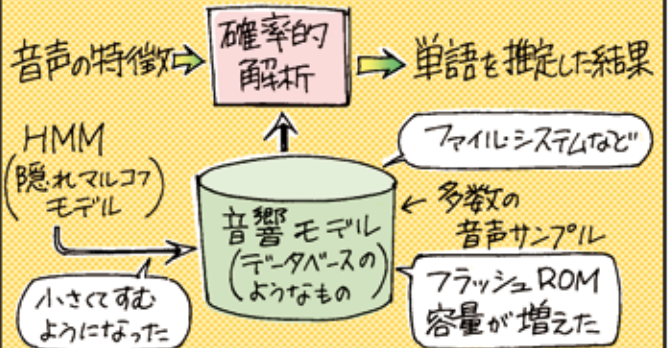 音声の特徴
確率的
解析
単語を推定した結果
HMM
(隠れマルコフ
モデル)
ファイル・システムなど
音響モデル
(データベースの
ようなもの)
多数の
音声サンプル
小さくてすむ
ようになった
フラッシュROM
容量が増えた